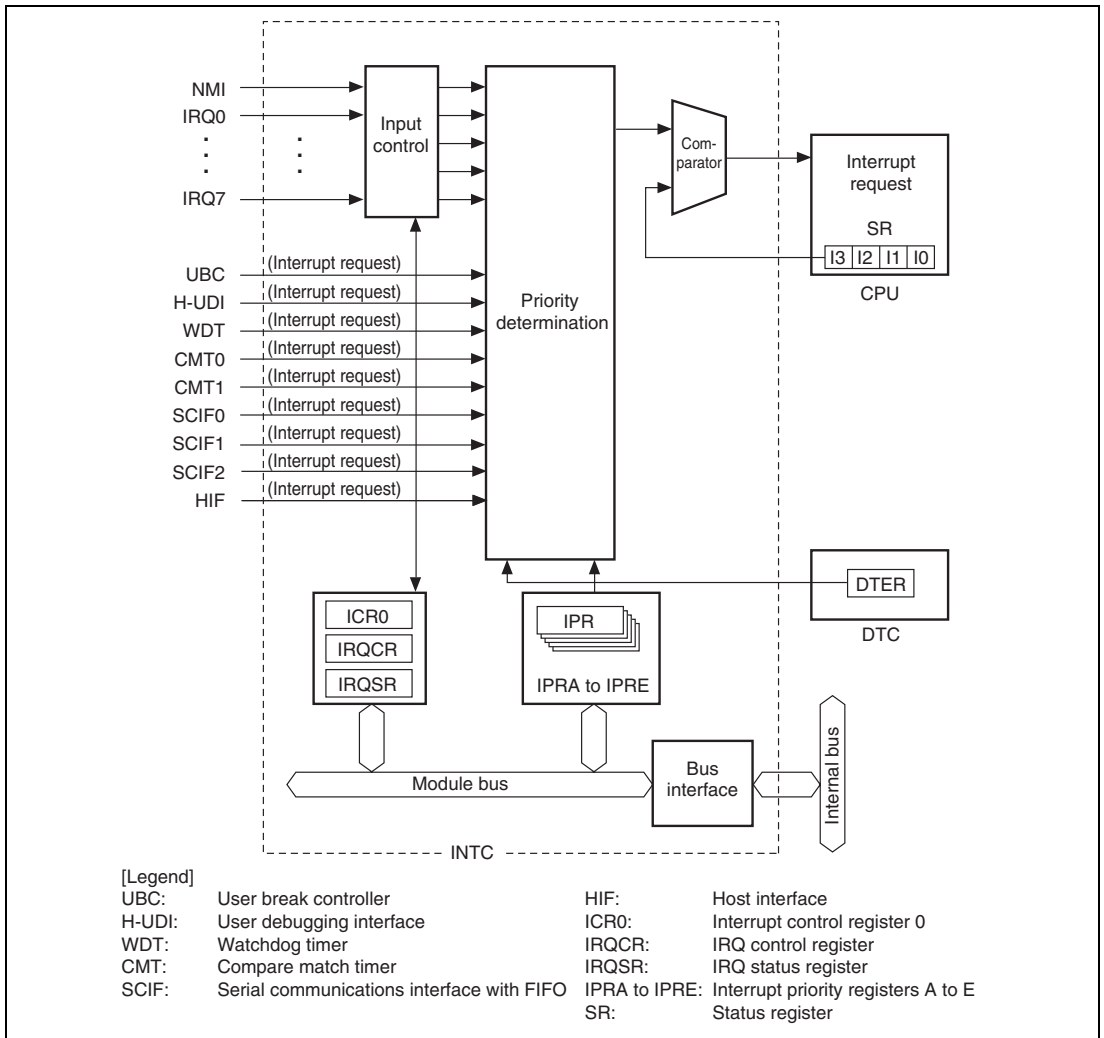 NMI
IRQ0
IRQ7
Input
control
Com-
parator
Interrupt
request
SR
I3 I2 I1 I0
CPU
UBC (Interrupt request)
H-UDI (Interrupt request)
WDT (Interrupt request)
CMT0 (Interrupt request)
CMT1 (Interrupt request)
SCIF0 (Interrupt request)
SCIF1 (Interrupt request)
SCIF2 (Interrupt request)
HIF (Interrupt request)
Priority
determination
DTER
DTC
ICR0
IRQCR
IRQSR
IPR
IPRA to IPRE
Module bus
Bus
interface
Internal bus
INTC
[Legend]
UBC: User break controller
H-UDI: User debugging interface
WDT: Watchdog timer
CMT: Compare match timer
SCIF: Serial communications interface with FIFO
HIF: Host interface
ICR0: Interrupt control register 0
IRQCR: IRQ control register
IRQSR: IRQ status register
IPRA to IPRE: Interrupt priority registers A to E
SR: Status register